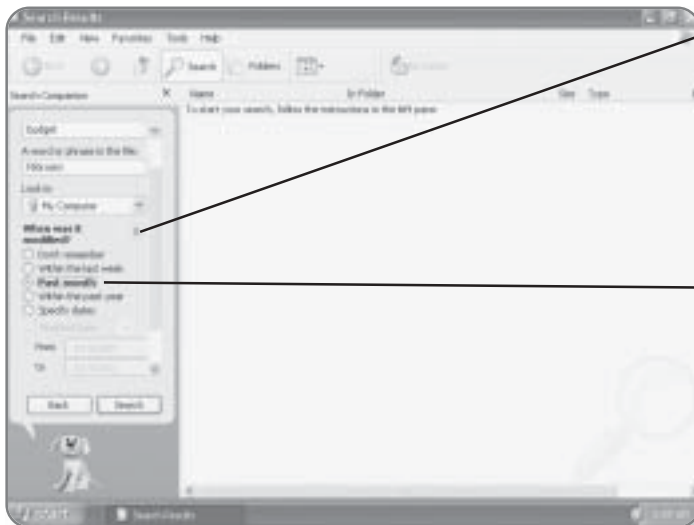 Search Results
File Edit View Favorites Tools Help
Search Folders
Search Companion
Name In Folder Size Type
To start your search, follow the instructions in the left pane.
budget
A word or phrase in the file:
Look in:
My Computer
When was it
modified?
Don't remember
Within the last week
Past month
Within the past year
Specify dates
From
To
Back Search
start Search Results